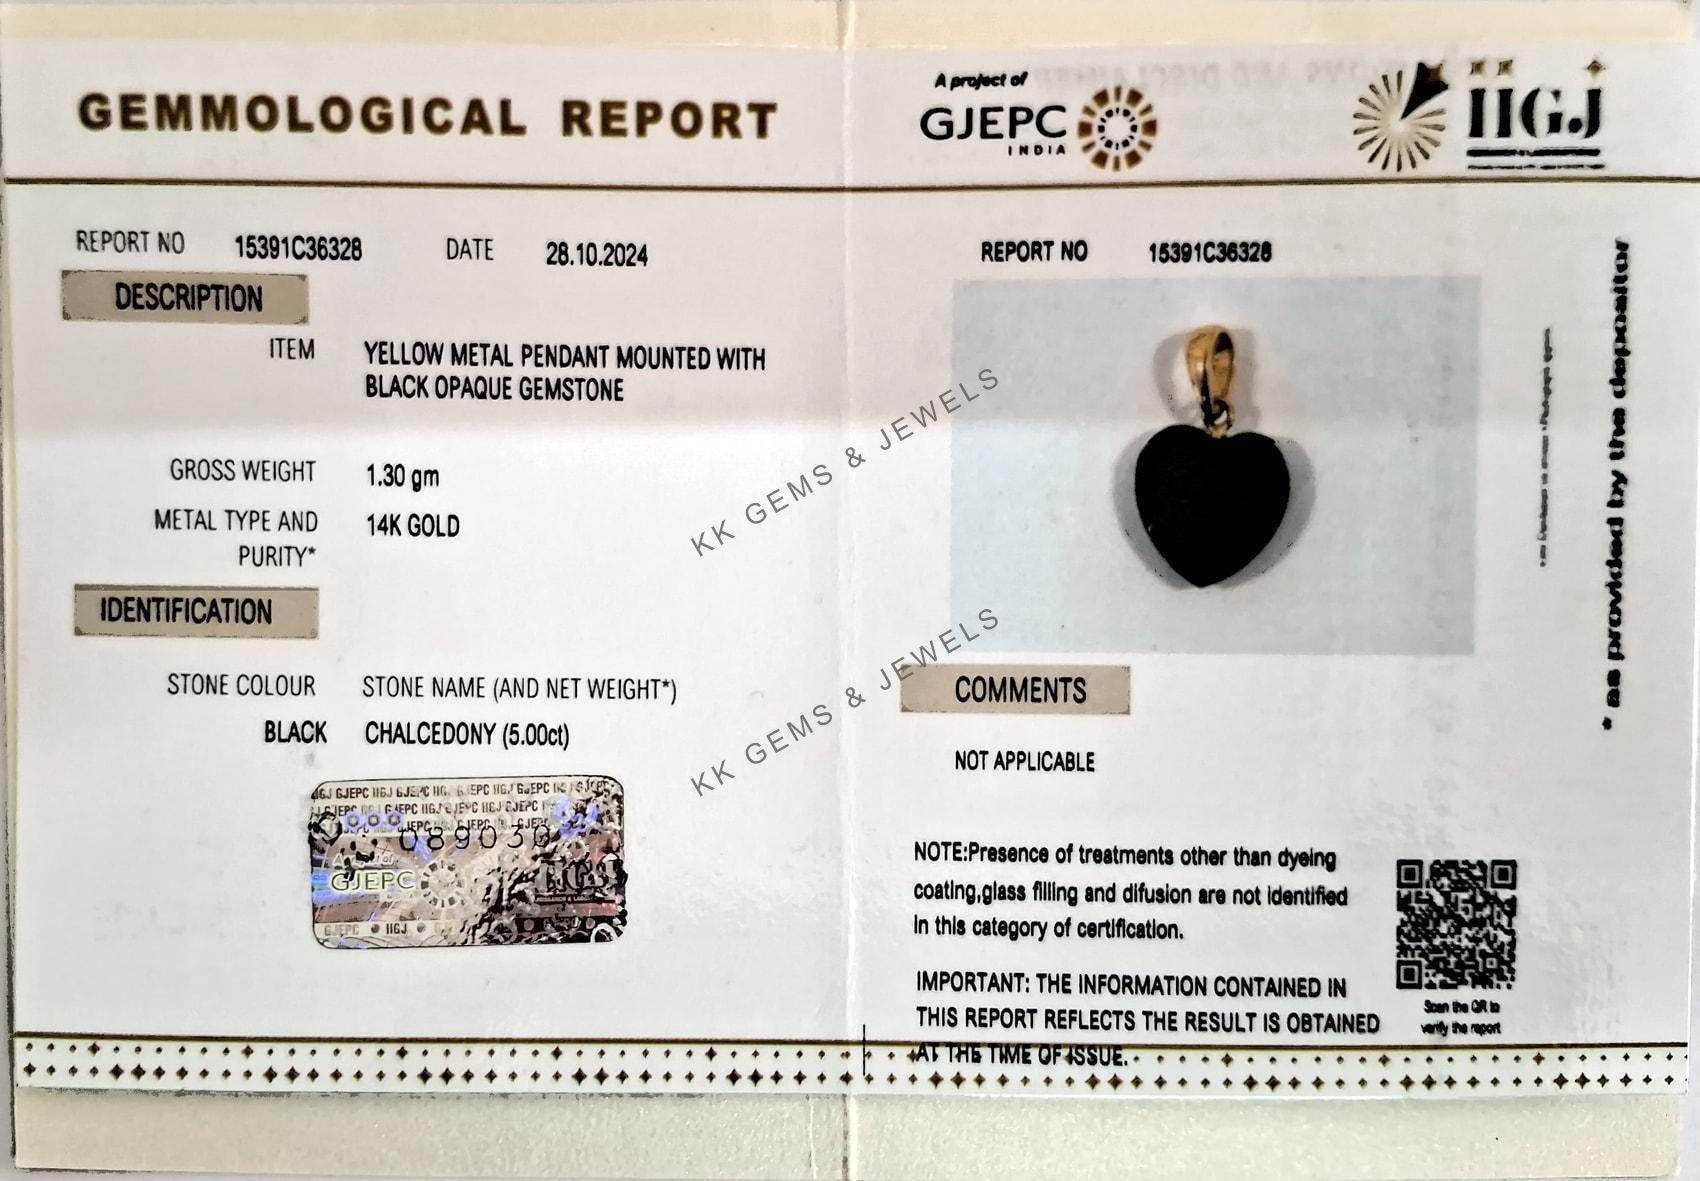 GEMMOLOGICAL REPORT
A project of
GJEPC
INDIA
IIGJ
REPORT NO 15391C36328 DATE 28.10.2024
DESCRIPTION
ITEM YELLOW METAL PENDANT MOUNTED WITH
BLACK OPAQUE GEMSTONE
GROSS WEIGHT 1.30 gm
METAL TYPE AND 14K GOLD
PURITY*
IDENTIFICATION
STONE COLOUR STONE NAME (AND NET WEIGHT*)
BLACK CHALCEDONY (5.00ct)
089030
GJEPC
GJEPC IIGJ
REPORT NO 15391C36328
KK GEMS & JEWELS
KK GEMS & JEWELS
* as provided by the depositor
COMMENTS
NOT APPLICABLE
NOTE:Presence of treatments other than dyeing
coating,glass filling and difusion are not identified
in this category of certification.
IMPORTANT: THE INFORMATION CONTAINED IN
THIS REPORT REFLECTS THE RESULT IS OBTAINED
AT THE TIME OF ISSUE.
Scan the QR to
verify the report